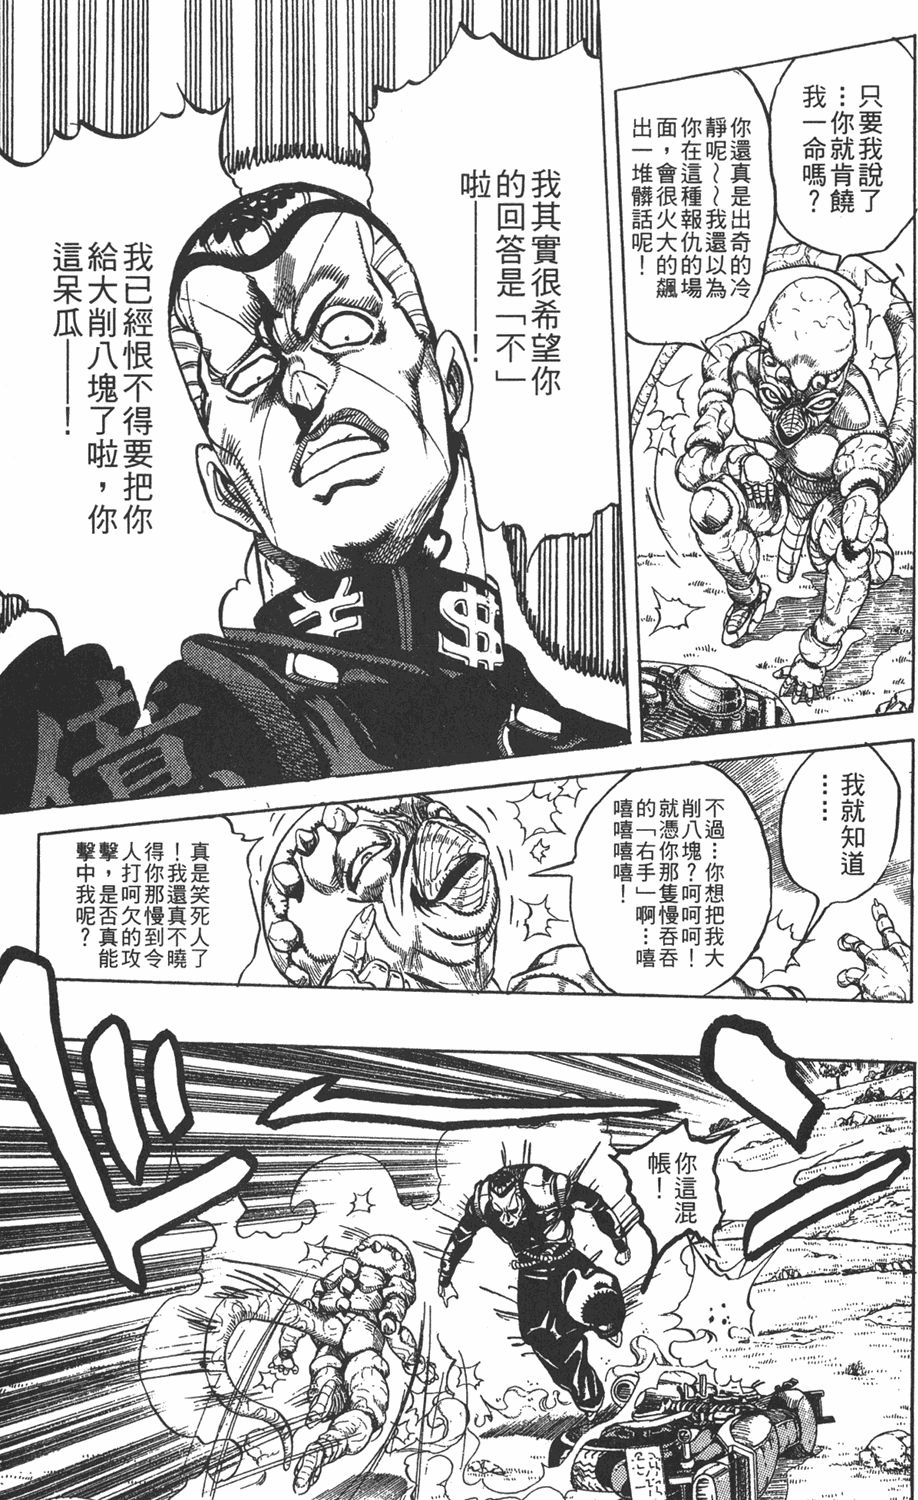 只要我說了
…你就肯饒
我一命嗎？
你還真是出奇的冷
靜呢～～我還以為
你在這種報仇的場
面，會很火大的飆
出一堆髒話呢！
我其實很希望你
的回答是「不」
啦———！
我已經恨不得要把你
給大削八塊了啦，你
這呆瓜——！
¥
$
億
我就知道
……
不過…你想把我大
削八塊？呵呵呵！
就憑你那隻慢吞吞
的「右手」啊…嘻
嘻嘻嘻！
真是笑死人了
！我還真不曉
得你那慢到令
人打呵欠的攻
擊，是否真能
擊中我呢？
你這混
帳！
…
ドーン